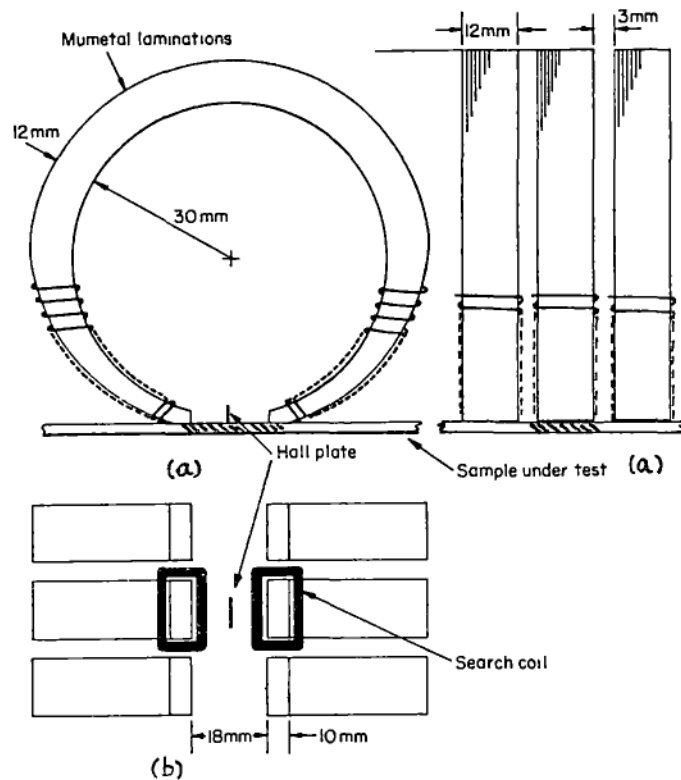 Mumetal laminations
12mm
3mm
12mm
30mm
Hall plate
(a)
Sample under test
(a)
Search coil
18mm
10mm
(b)